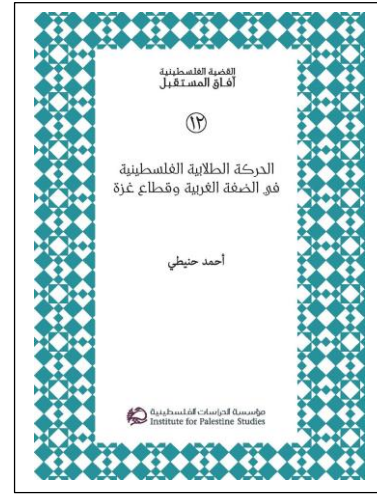 القضية الفلسطينية
آفاق المستقبل
١٢
الحركة الطلابية الفلسطينية
في الضفة الغربية وقطاع غزة
أحمد حنيطي
مؤسسة الدراسات الفلسطينية
Institute for Palestine Studies